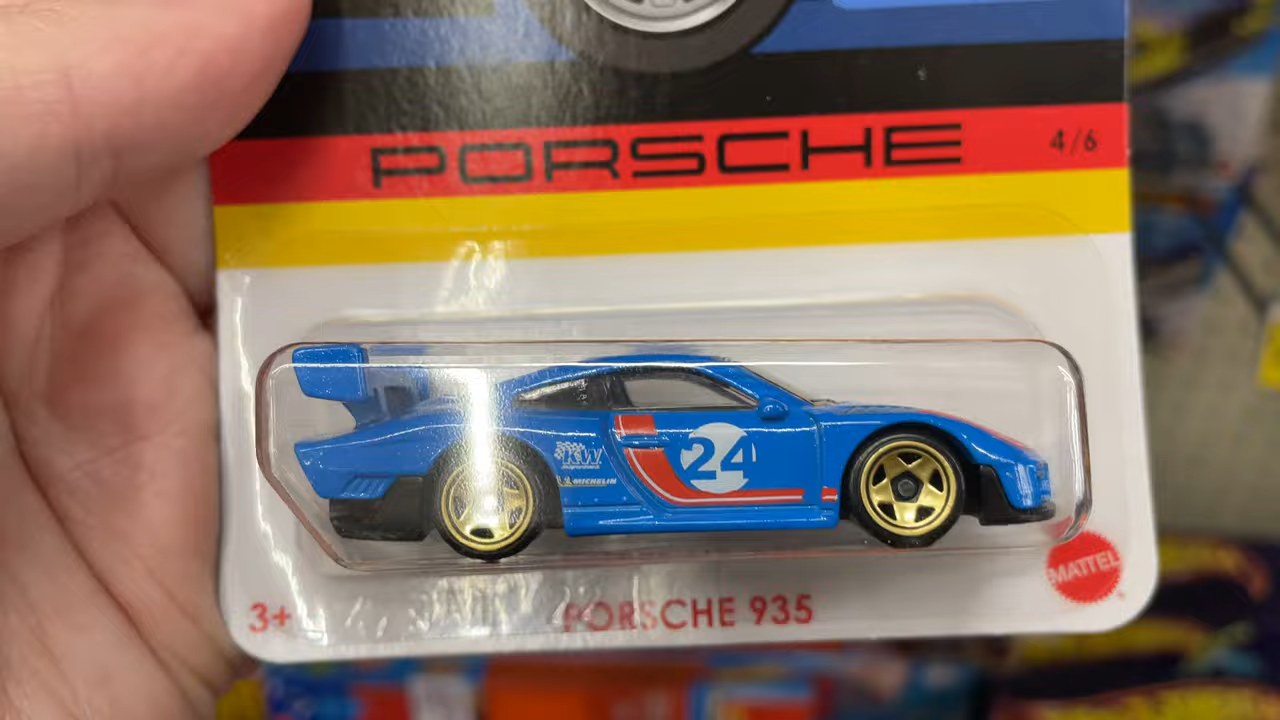 PORSCHE 4/6
24
KW
MICHELIN
MATTEL
3+ PORSCHE 935